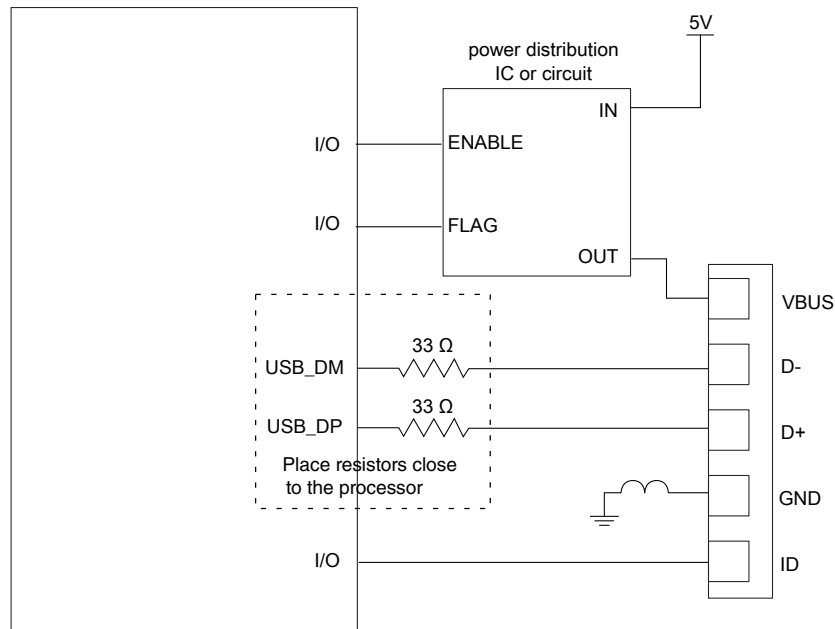 5V
power distribution
IC or circuit
IN
I/O
ENABLE
I/O
FLAG
OUT
VBUS
33 Ω
USB_DM
D-
33 Ω
USB_DP
D+
Place resistors close
to the processor
GND
I/O
ID